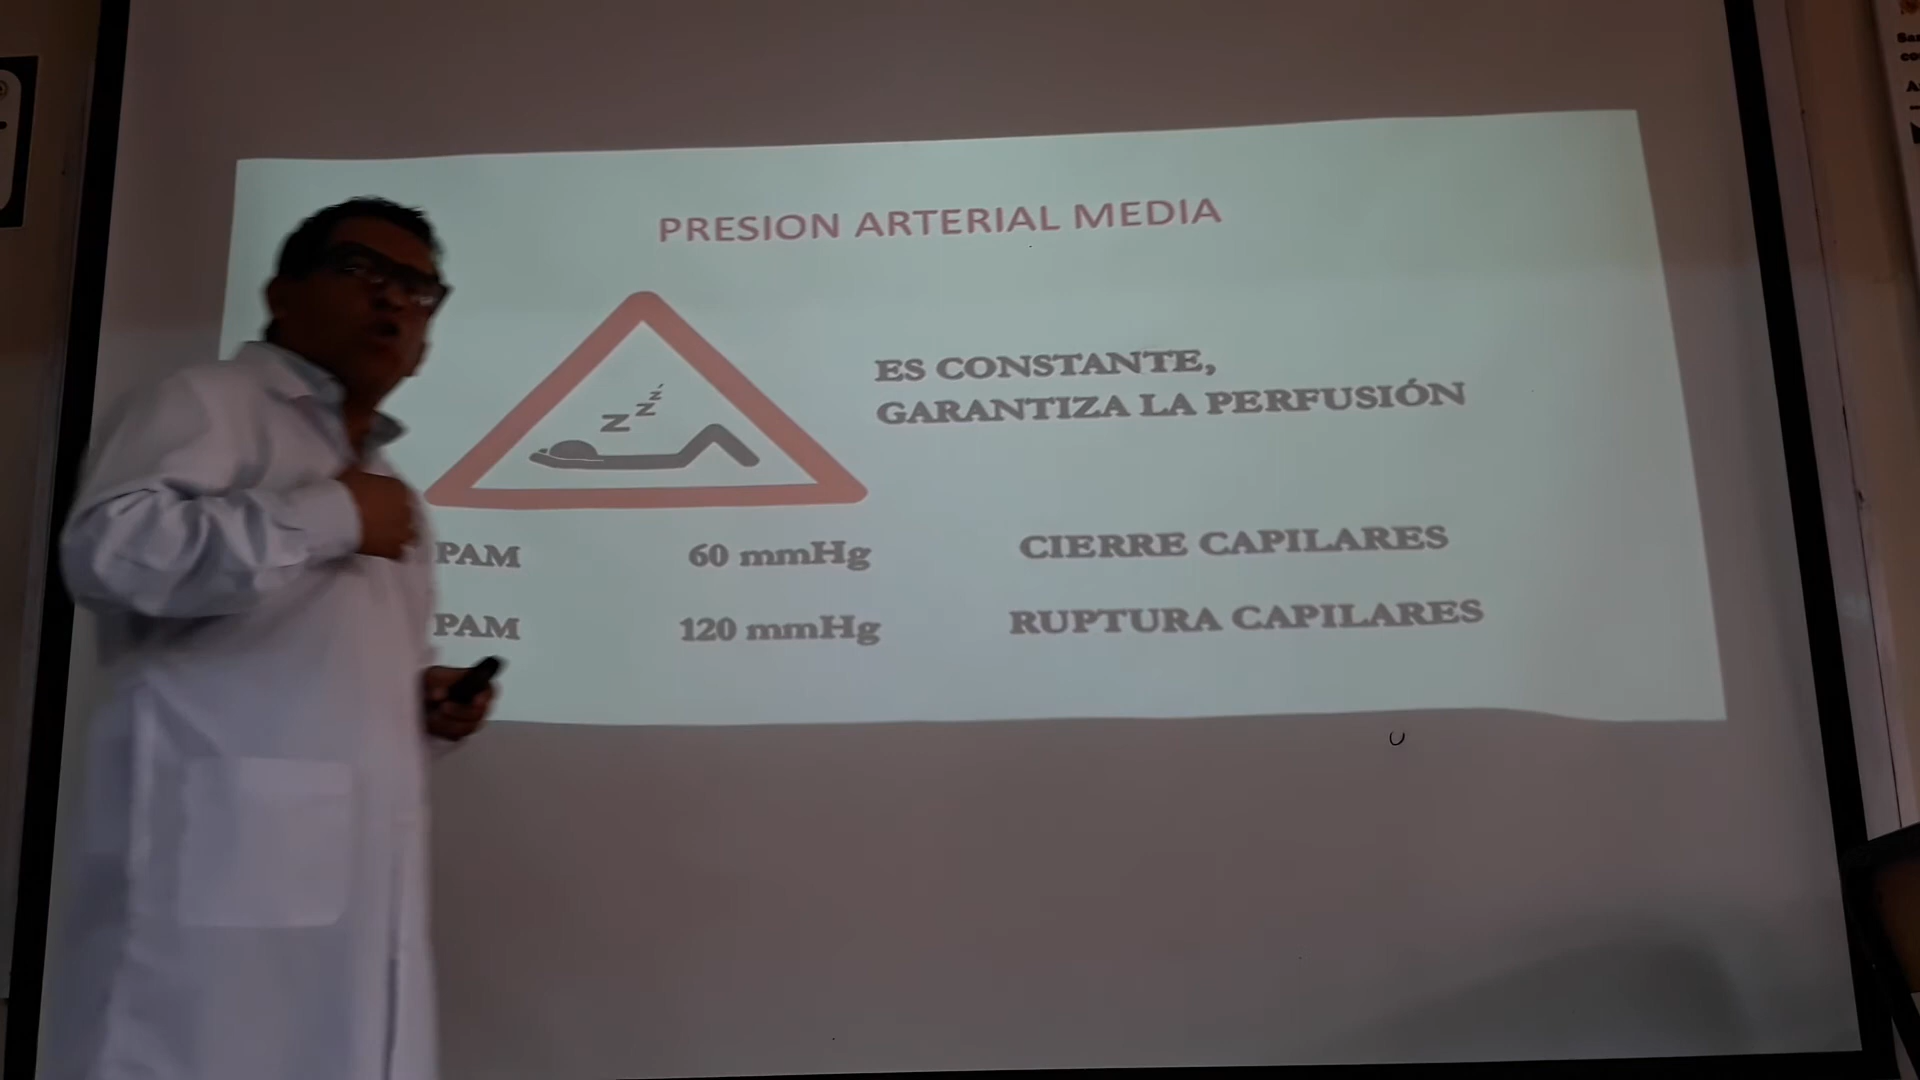 PRESION ARTERIAL MEDIA
z z z
ES CONSTANTE,
GARANTIZA LA PERFUSIÓN
PAM 60 mmHg CIERRE CAPILARES
PAM 120 mmHg RUPTURA CAPILARES